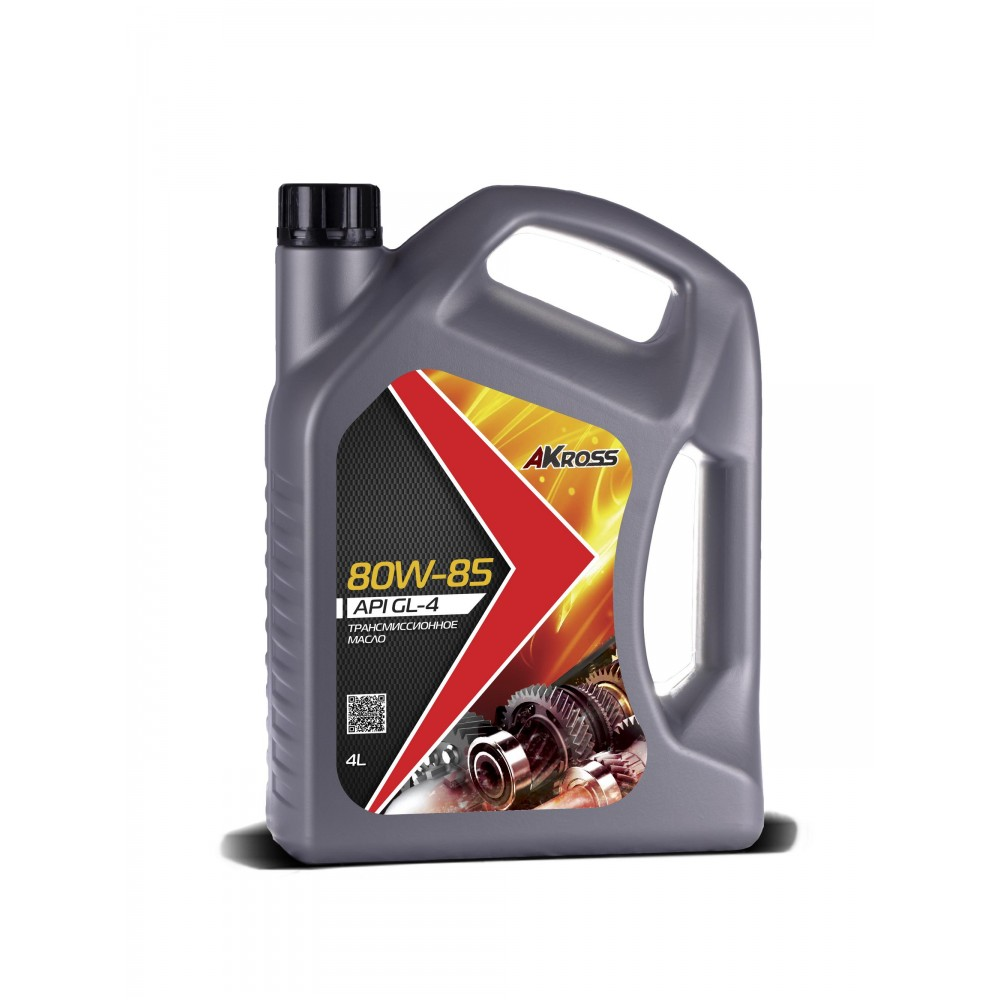 AKROSS
80W-85
API GL-4
ТРАНСМИССИОННОЕ
МАСЛО
4L